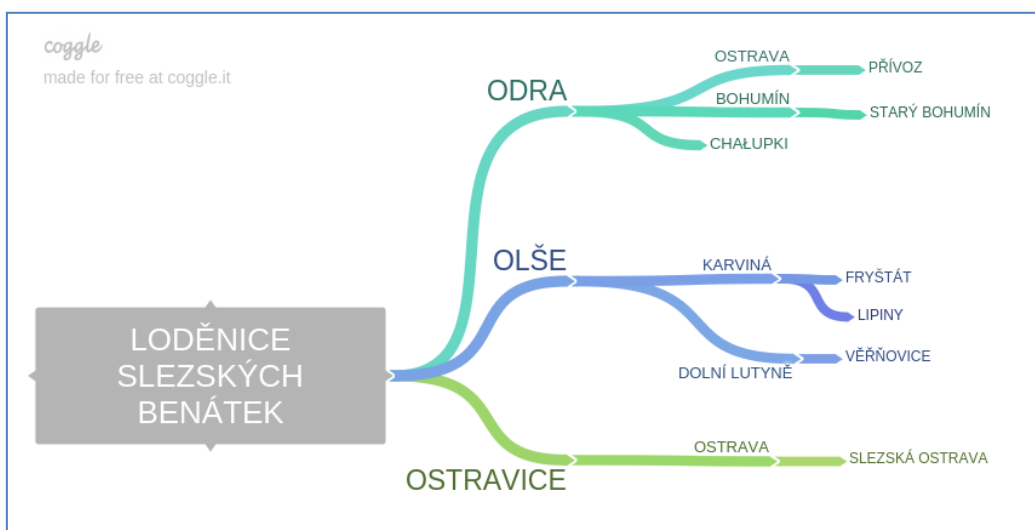 coggle
made for free at coggle.it
LODĚNICE
SLEZSKÝCH
BENÁTEK
ODRA
OSTRAVA
PŘÍVOZ
BOHUMÍN
STARÝ BOHUMÍN
CHAŁUPKI
OLŠE
KARVINÁ
FRYŠTÁT
LIPINY
DOLNÍ LUTYNĚ
VĚŘŇOVICE
OSTRAVICE
OSTRAVA
SLEZSKÁ OSTRAVA